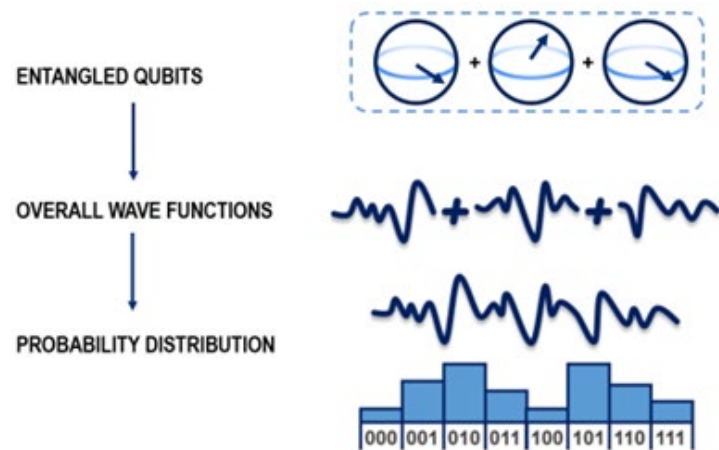 ENTANGLED QUBITS
+ +
OVERALL WAVE FUNCTIONS
+ +
PROBABILITY DISTRIBUTION
000 001 010 011 100 101 110 111